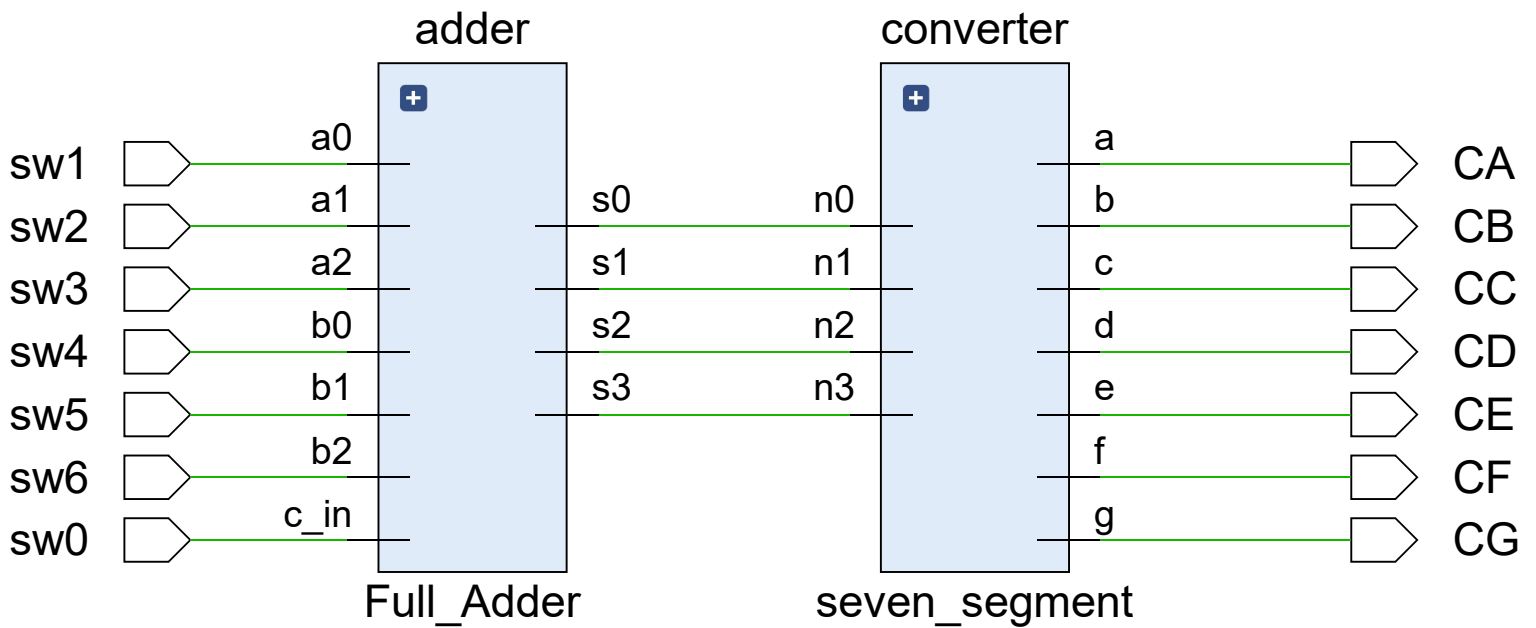 adder converter
a0 a
sw1 CA
a1 s0 n0 b
sw2 CB
a2 s1 n1 c
sw3 CC
b0 s2 n2 d
sw4 CD
b1 s3 n3 e
sw5 CE
b2 f
sw6 CF
c_in g
sw0 CG
Full_Adder seven_segment